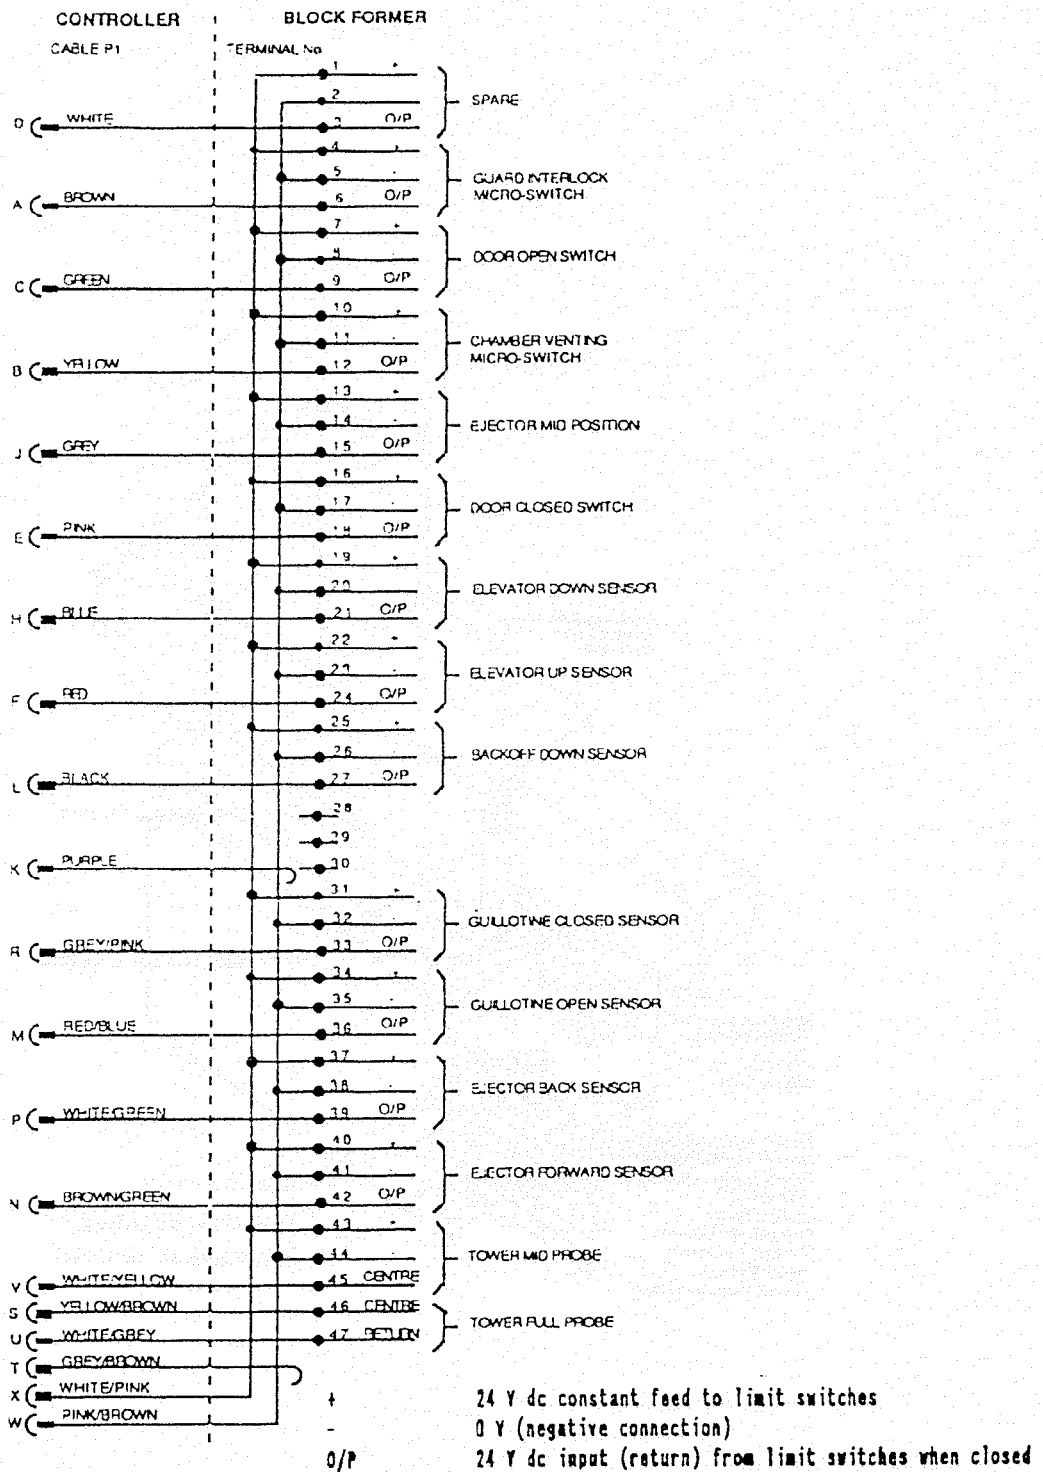 CONTROLLER BLOCK FORMER
CABLE P1 TERMINAL No
1 +
2 - SPARE
D WHITE 3 O/P
4 +
5 - GUARD INTERLOCK
MICRO-SWITCH
A BROWN 6 O/P
7 +
8 - DOOR OPEN SWITCH
C GREEN 9 O/P
10 +
11 - CHAMBER VENTING
MICRO-SWITCH
B YELLOW 12 O/P
13 +
14 - EJECTOR MID POSITION
J GREY 15 O/P
16 +
17 - DOOR CLOSED SWITCH
E PINK 18 O/P
19 +
20 - ELEVATOR DOWN SENSOR
H BLUE 21 O/P
22 +
23 - ELEVATOR UP SENSOR
F RED 24 O/P
25 +
26 - BACKOFF DOWN SENSOR
L BLACK 27 O/P
28
29
K PURPLE 30
31 +
32 - GUILLOTINE CLOSED SENSOR
R GREY/PINK 33 O/P
34 +
35 - GUILLOTINE OPEN SENSOR
M RED/BLUE 36 O/P
37 +
38 - EJECTOR BACK SENSOR
P WHITE/GREEN 39 O/P
40 +
41 - EJECTOR FORWARD SENSOR
N BROWN/GREEN 42 O/P
43 +
44 - TOWER MID PROBE
V WHITE/YELLOW 45 CENTRE
S YELLOW/BROWN 46 CENTRE
TOWER FULL PROBE
U WHITE/GREY 47 RETURN
T GREY/BROWN
X WHITE/PINK
W PINK/BROWN
+ 24 V dc constant feed to limit switches
- 0 V (negative connection)
O/P 24 V dc input (return) from limit switches when closed